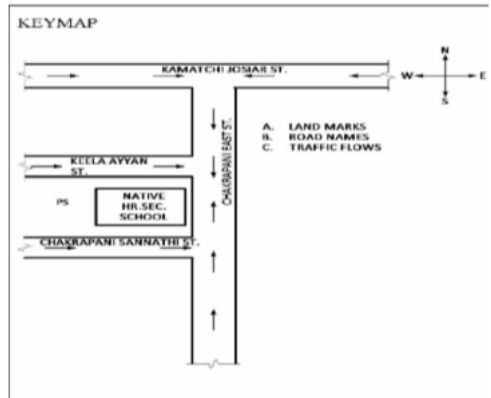 KEYMAP
KAMATCHI JOSIAR ST.
N
W
E
S
CHAKRAPANI EAST ST.
A. LAND MARKS
B. ROAD NAMES
C. TRAFFIC FLOWS
KEELA AYYAN
ST.
PS
NATIVE
HR.SEC.
SCHOOL
CHAKRAPANI SANNATHI ST.